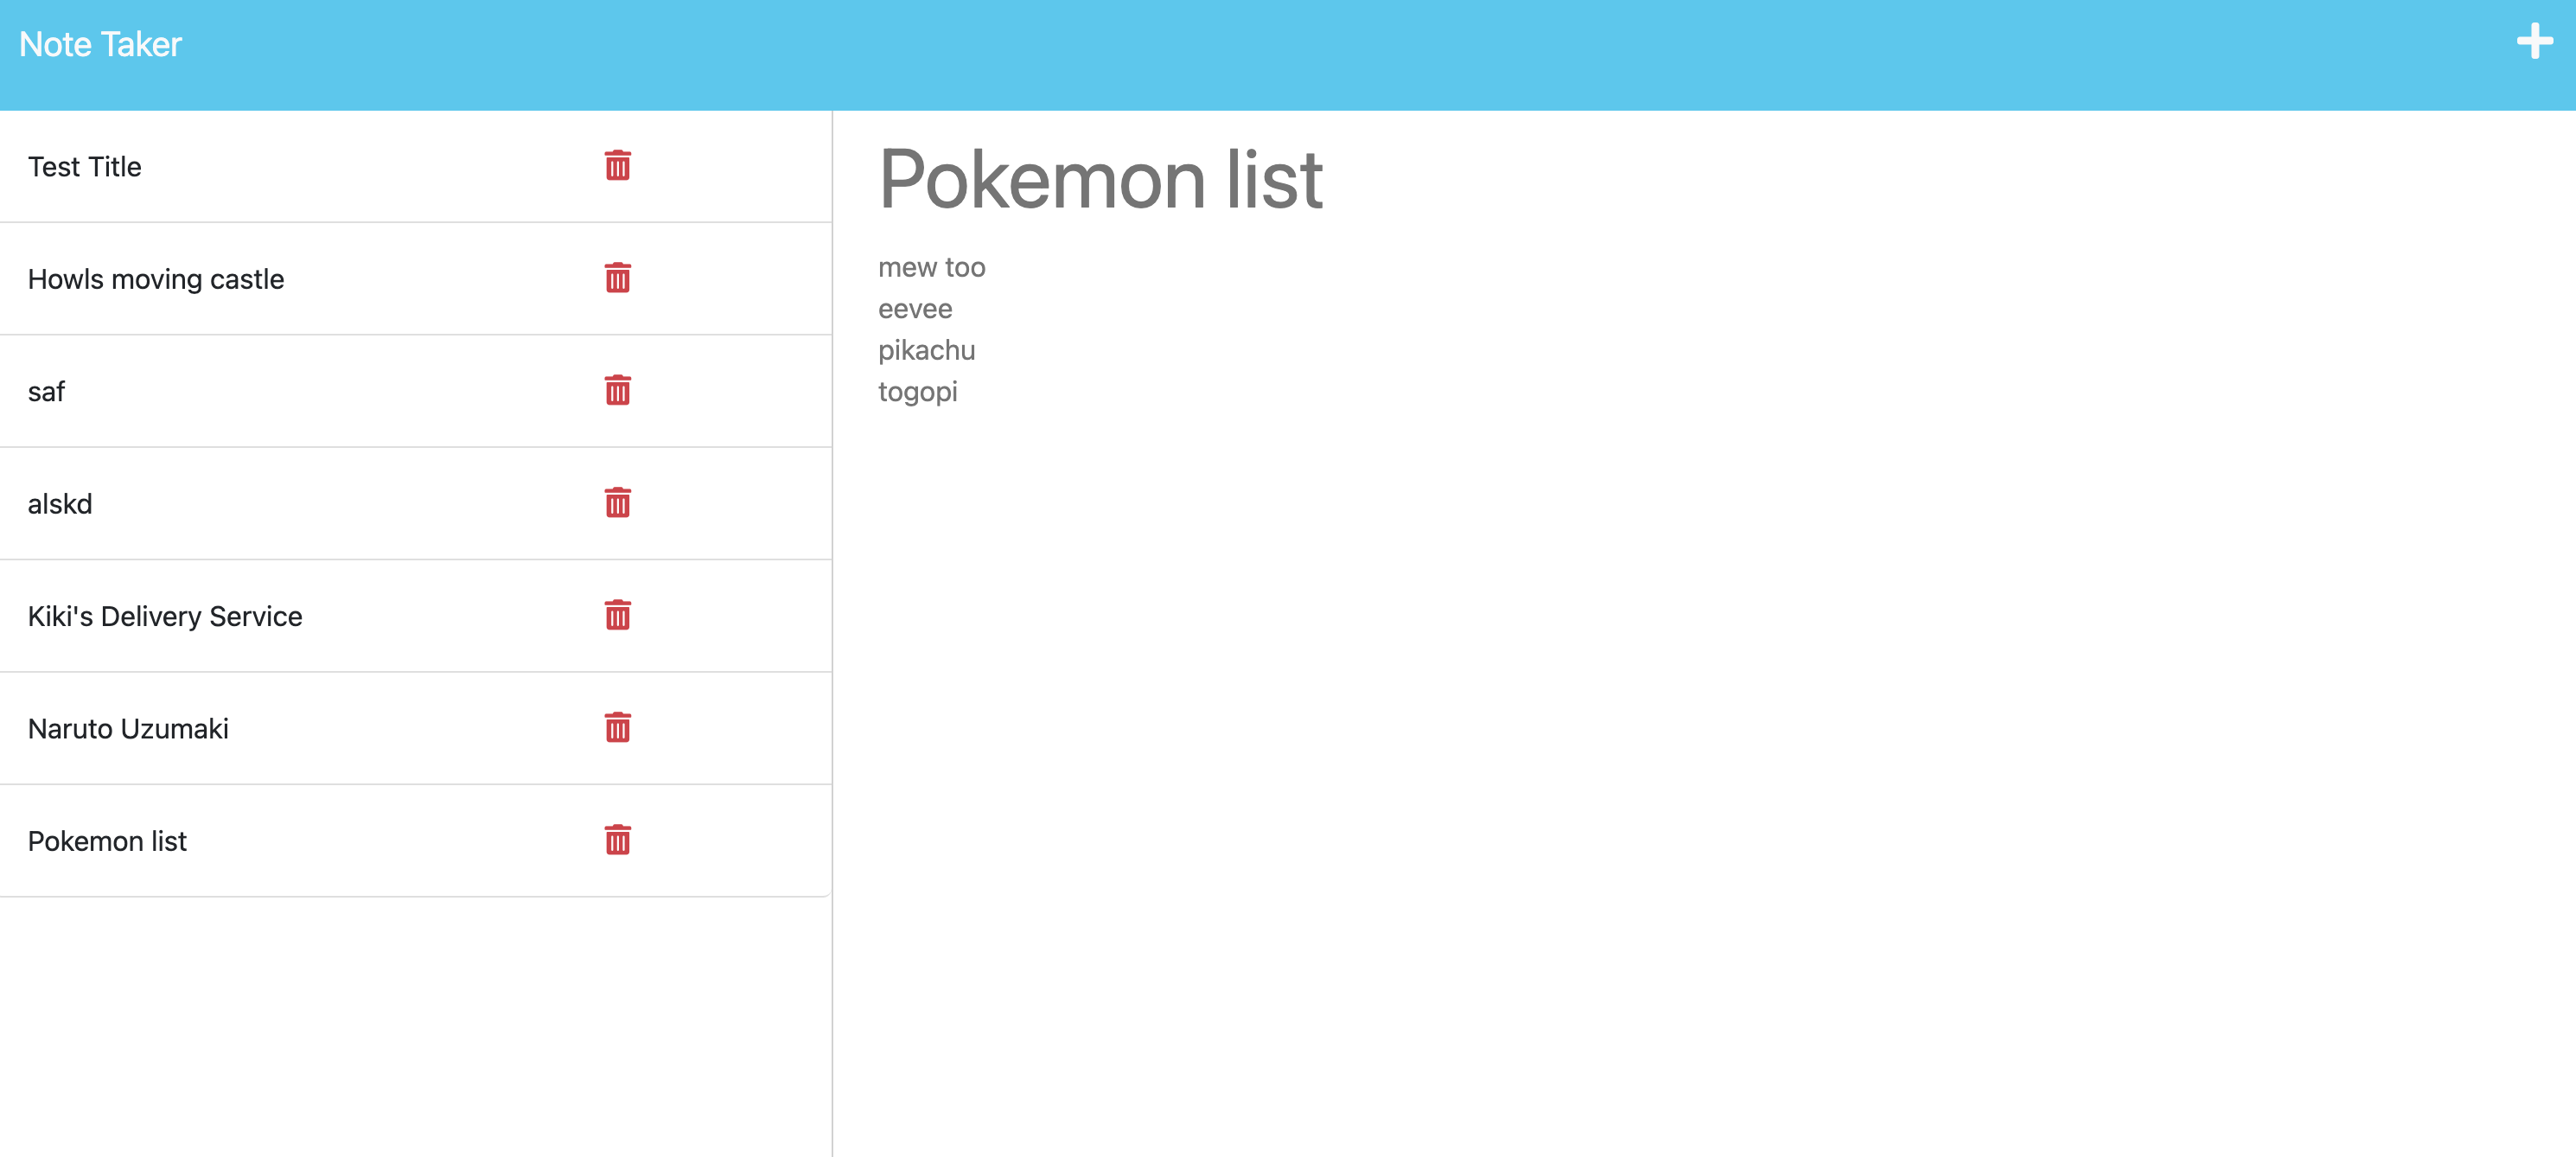 Note Taker
Test Title
Howls moving castle
saf
alskd
Kiki's Delivery Service
Naruto Uzumaki
Pokemon list
Pokemon list
mew too
eevee
pikachu
togopi